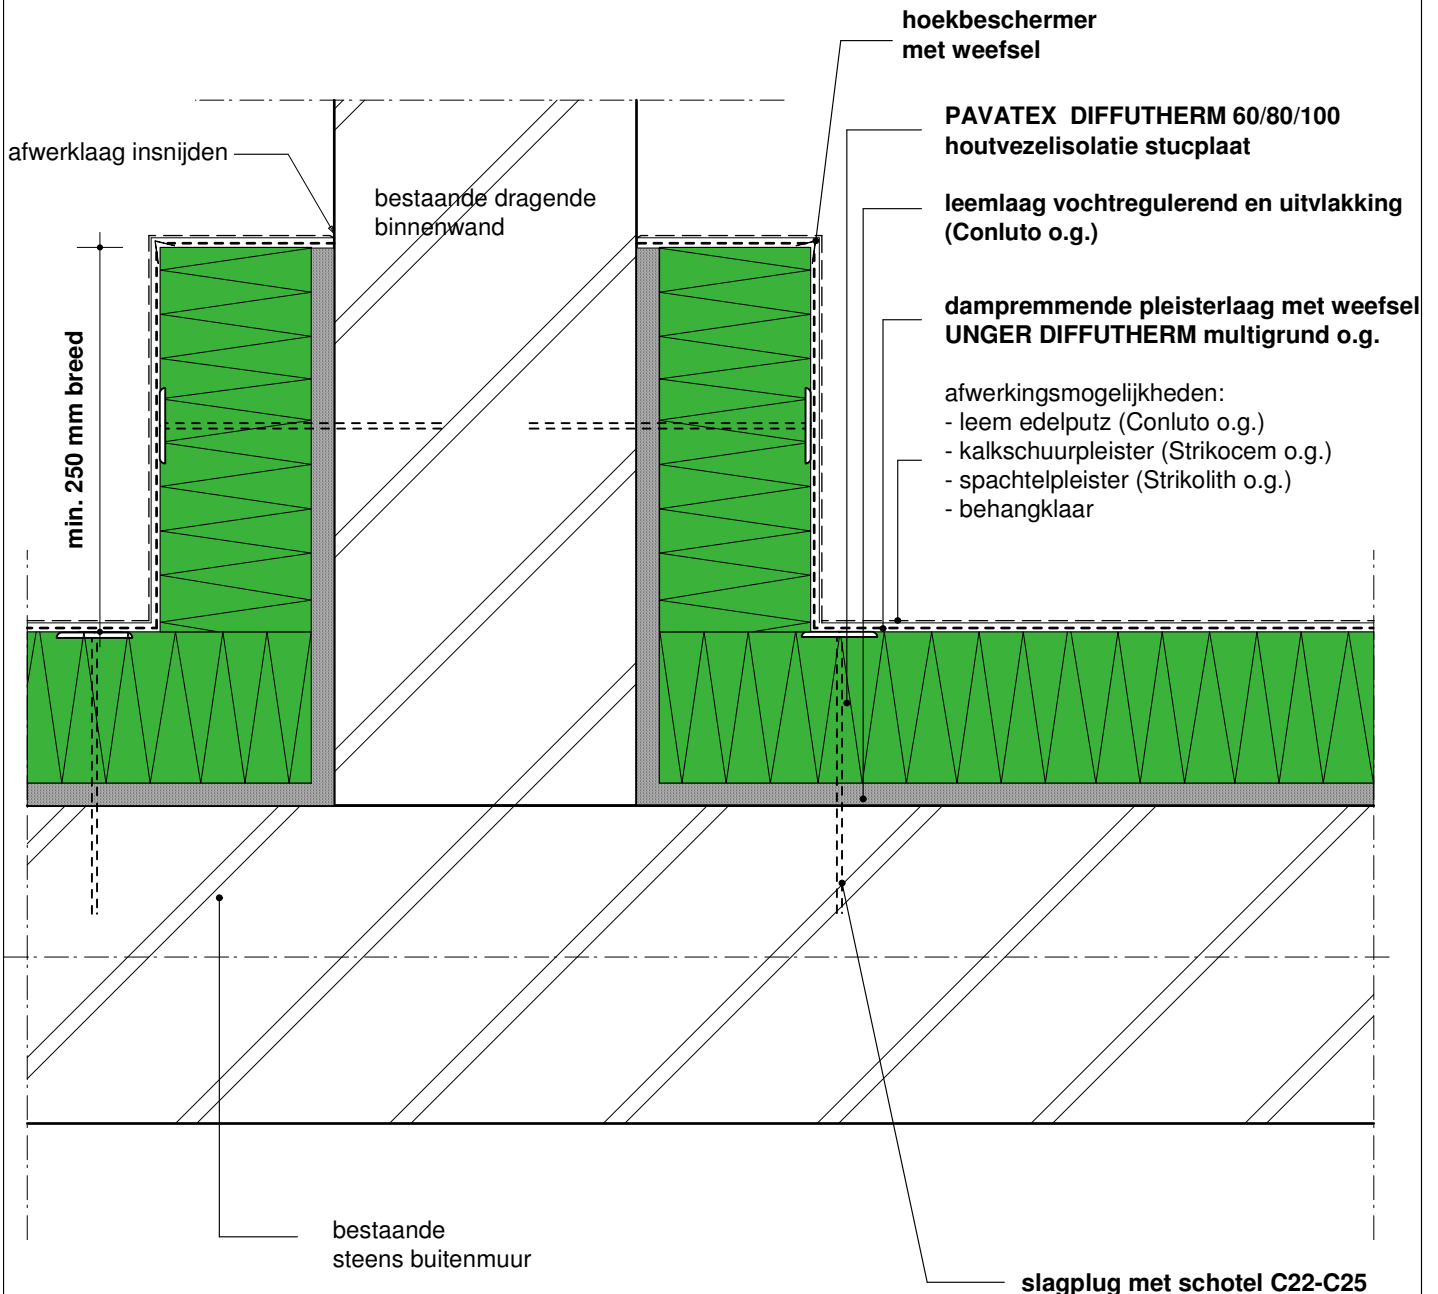 hoekbeschermer
met weefsel
PAVATEX DIFFUTHERM 60/80/100
houtvezelisolatie stucplaat
afwerklaag insnijden
bestaande dragende
binnenwand
leemlaag vochtregulerend en uitvlakking
(Conluto o.g.)
dampremmende pleisterlaag met weefsel
UNGER DIFFUTHERM multigrund o.g.
min. 250 mm breed
afwerkingsmogelijkheden:
- leem edelputz (Conluto o.g.)
- kalkschuurpleister (Strikocem o.g.)
- spachtelpleister (Strikolith o.g.)
- behangklaar
bestaande
steens buitenmuur
slagplug met schotel C22-C25